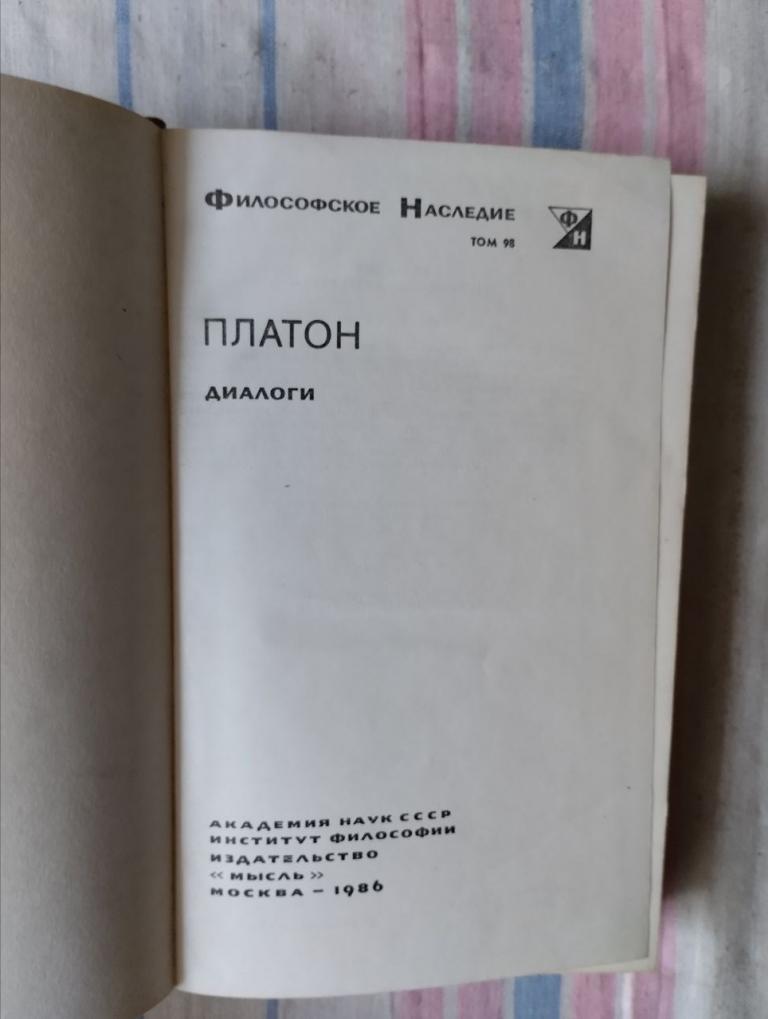 Философское Наследие
ТОМ 98
ФН
ПЛАТОН
ДИАЛОГИ
АКАДЕМИЯ НАУК СССР
ИНСТИТУТ ФИЛОСОФИИ
ИЗДАТЕЛЬСТВО
«МЫСЛЬ»
МОСКВА – 1986